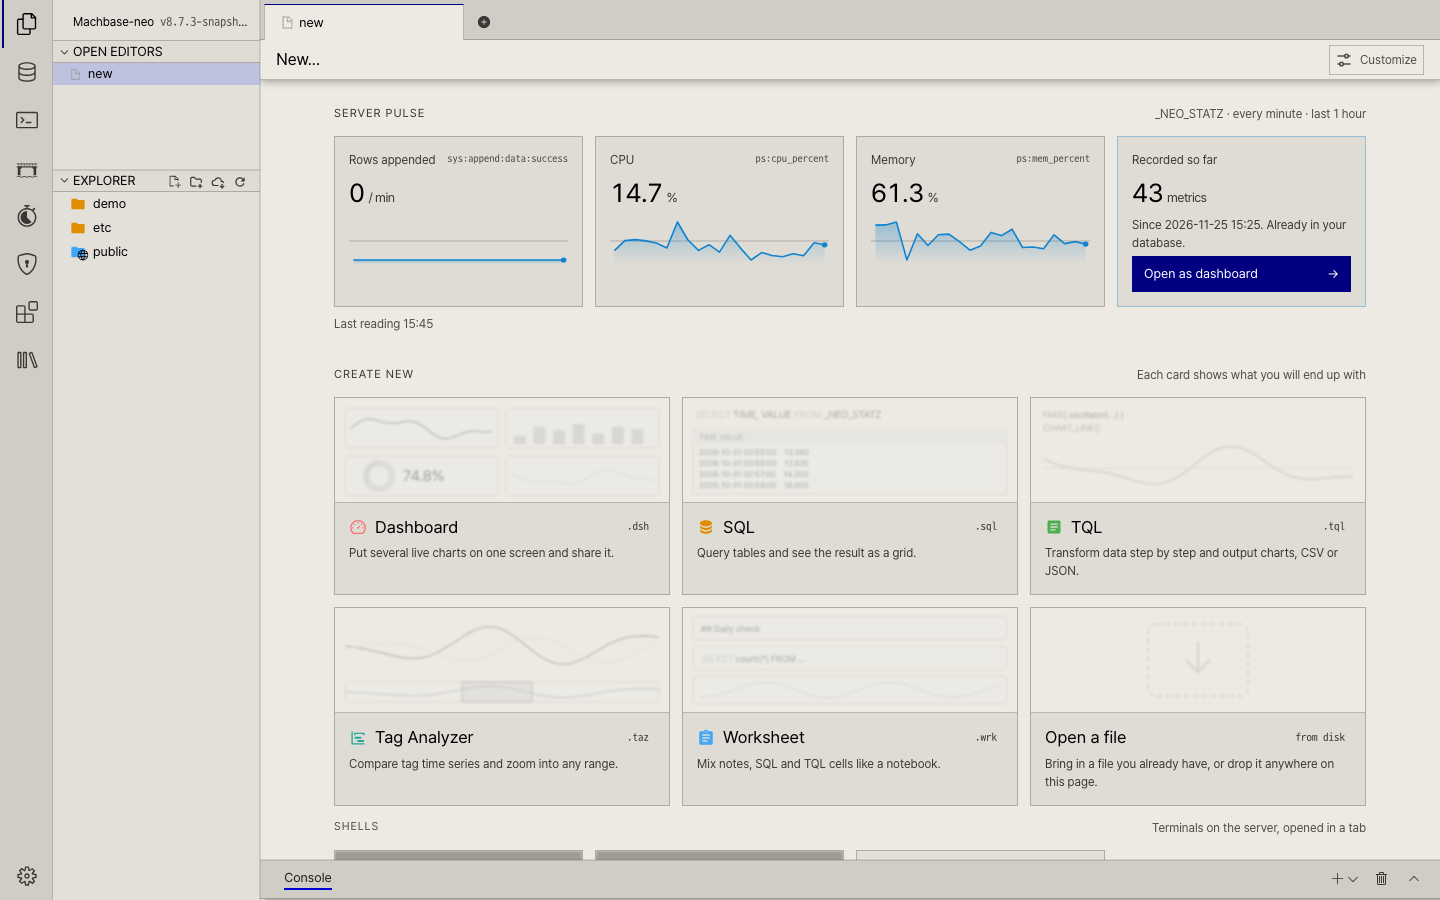 Machbase-neo v8.7.3-snapsh...
OPEN EDITORS
new
EXPLORER
demo
etc
public
new
New...
Customize
SERVER PULSE
_NEO_STATZ · every minute · last 1 hour
Rows appended sys:append:data:success
0 / min
CPU ps:cpu_percent
14.7 %
Memory ps:mem_percent
61.3 %
Recorded so far
43 metrics
Since 2026-11-25 15:25. Already in your
database.
Open as dashboard
Last reading 15:45
CREATE NEW
Each card shows what you will end up with
74.8%
Dashboard .dsh
Put several live charts on one screen and share it.
SELECT TIME, VALUE FROM _NEO_STATZ
TIME VALUE
SQL .sql
Query tables and see the result as a grid.
FAKE( oscillator(...) )
CHART_LINE()
TQL .tql
Transform data step by step and output charts, CSV or
JSON.
Tag Analyzer .taz
Compare tag time series and zoom into any range.
## Daily check
SELECT count(*) FROM ...
Worksheet .wrk
Mix notes, SQL and TQL cells like a notebook.
Open a file from disk
Bring in a file you already have, or drop it anywhere on
this page.
SHELLS
Terminals on the server, opened in a tab
Console